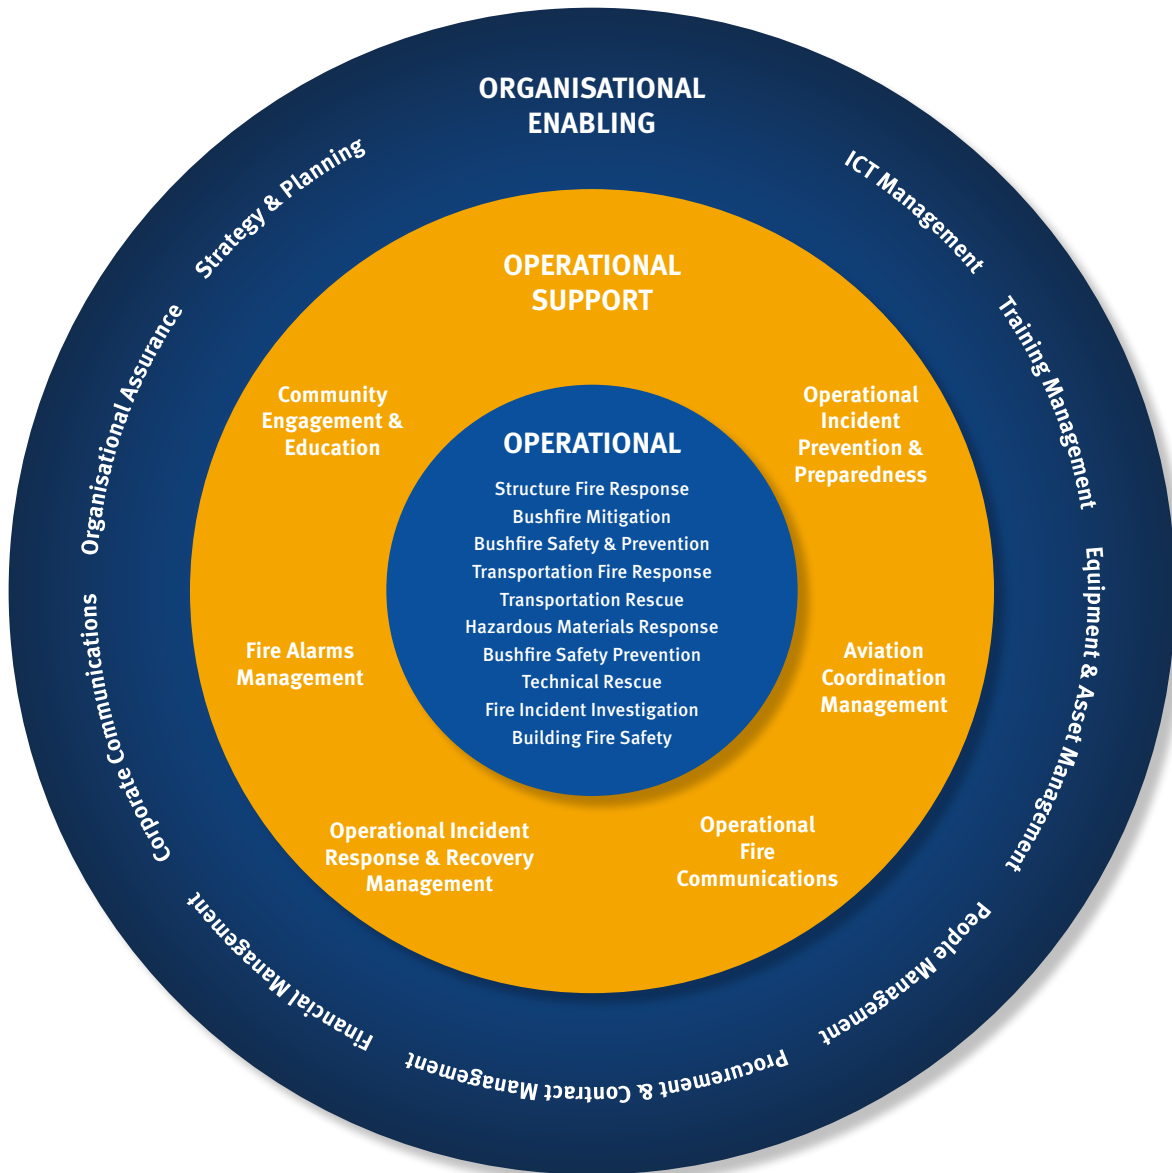 ORGANISATIONAL
ENABLING
Strategy & Planning
ICT Management
Training Management
Equipment & Asset Management
People Management
Procurement & Contract Management
Financial Management
Corporate Communications
Organisational Assurance
OPERATIONAL
SUPPORT
Community
Engagement &
Education
Operational
Incident
Prevention &
Preparedness
Fire Alarms
Management
Aviation
Coordination
Management
Operational Incident
Response & Recovery
Management
Operational
Fire
Communications
OPERATIONAL
Structure Fire Response
Bushfire Mitigation
Bushfire Safety & Prevention
Transportation Fire Response
Transportation Rescue
Hazardous Materials Response
Bushfire Safety Prevention
Technical Rescue
Fire Incident Investigation
Building Fire Safety